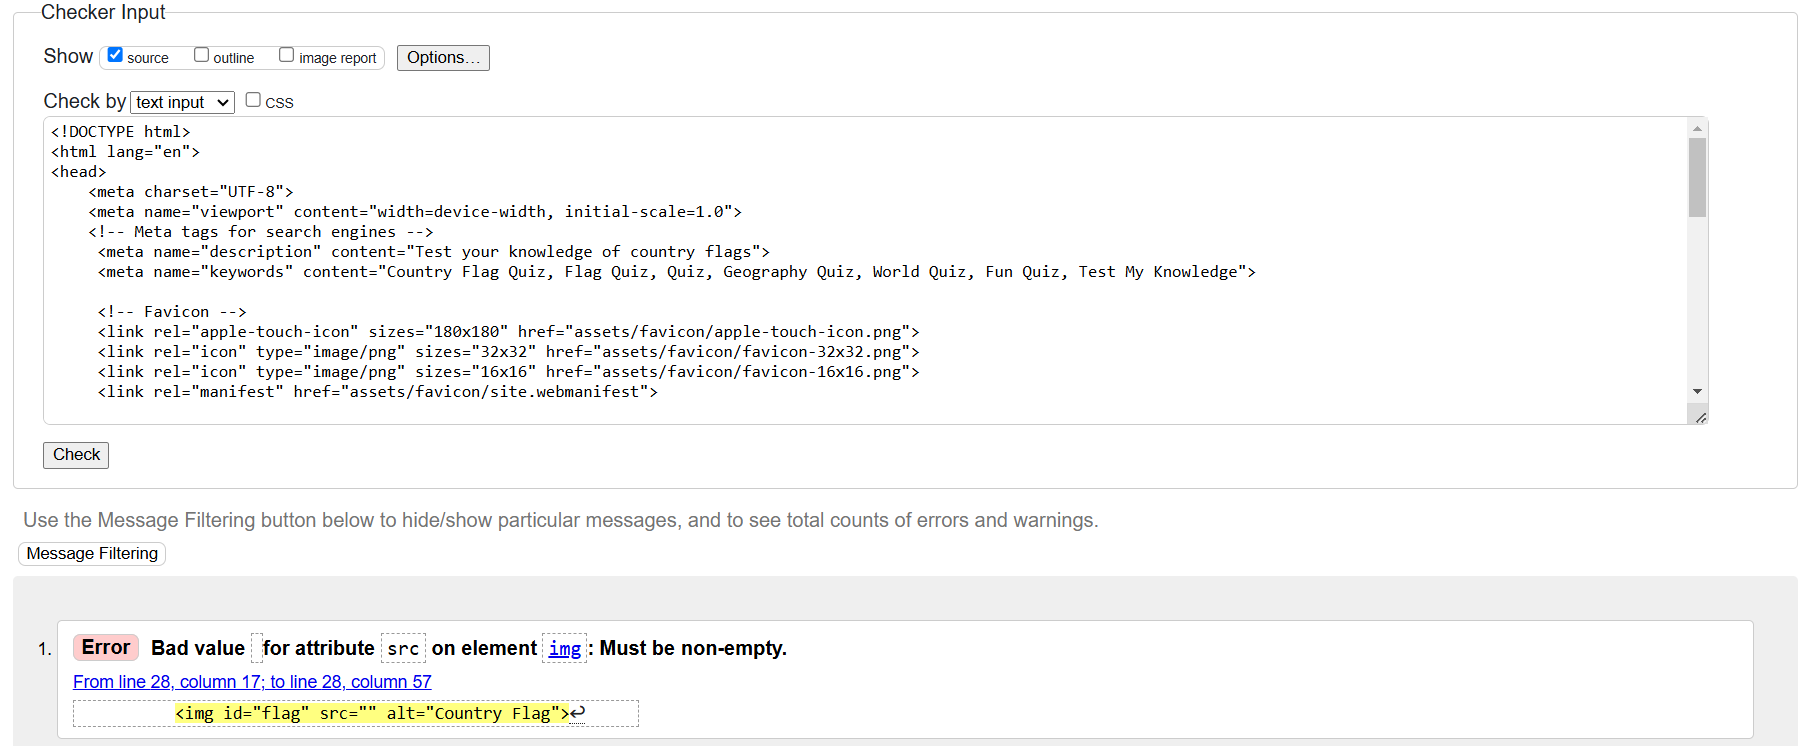 Checker Input
Show source outline image report Options...
Check by text input CSS
<!DOCTYPE html>
<html lang="en">
<head>
    <meta charset="UTF-8">
    <meta name="viewport" content="width=device-width, initial-scale=1.0">
    <!-- Meta tags for search engines -->
     <meta name="description" content="Test your knowledge of country flags">
     <meta name="keywords" content="Country Flag Quiz, Flag Quiz, Quiz, Geography Quiz, World Quiz, Fun Quiz, Test My Knowledge">
     <!-- Favicon -->
     <link rel="apple-touch-icon" sizes="180x180" href="assets/favicon/apple-touch-icon.png">
     <link rel="icon" type="image/png" sizes="32x32" href="assets/favicon/favicon-32x32.png">
     <link rel="icon" type="image/png" sizes="16x16" href="assets/favicon/favicon-16x16.png">
     <link rel="manifest" href="assets/favicon/site.webmanifest">
Check
Use the Message Filtering button below to hide/show particular messages, and to see total counts of errors and warnings.
Message Filtering
1. Error Bad value for attribute src on element img: Must be non-empty.
From line 28, column 17; to line 28, column 57
<img id="flag" src="" alt="Country Flag">↩